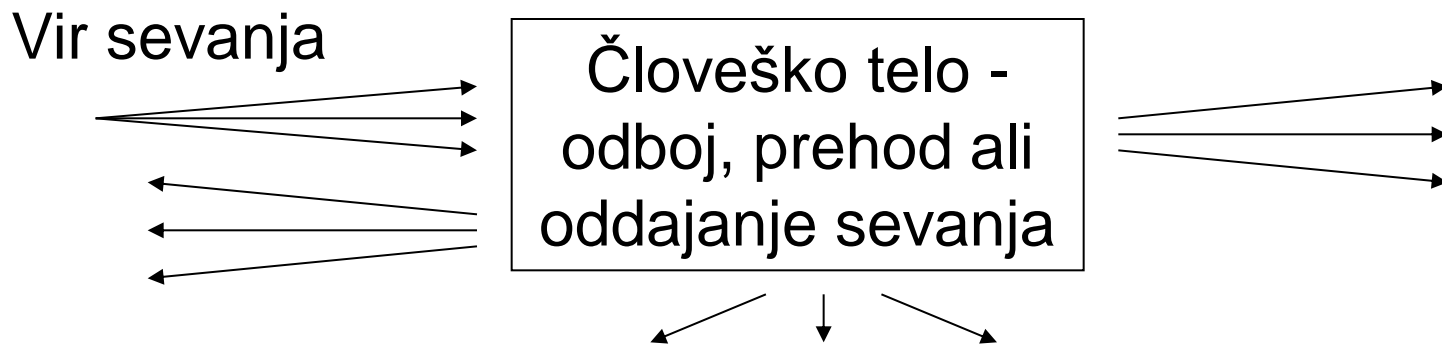 Vir sevanja
Človeško telo -
odboj, prehod ali
oddajanje sevanja